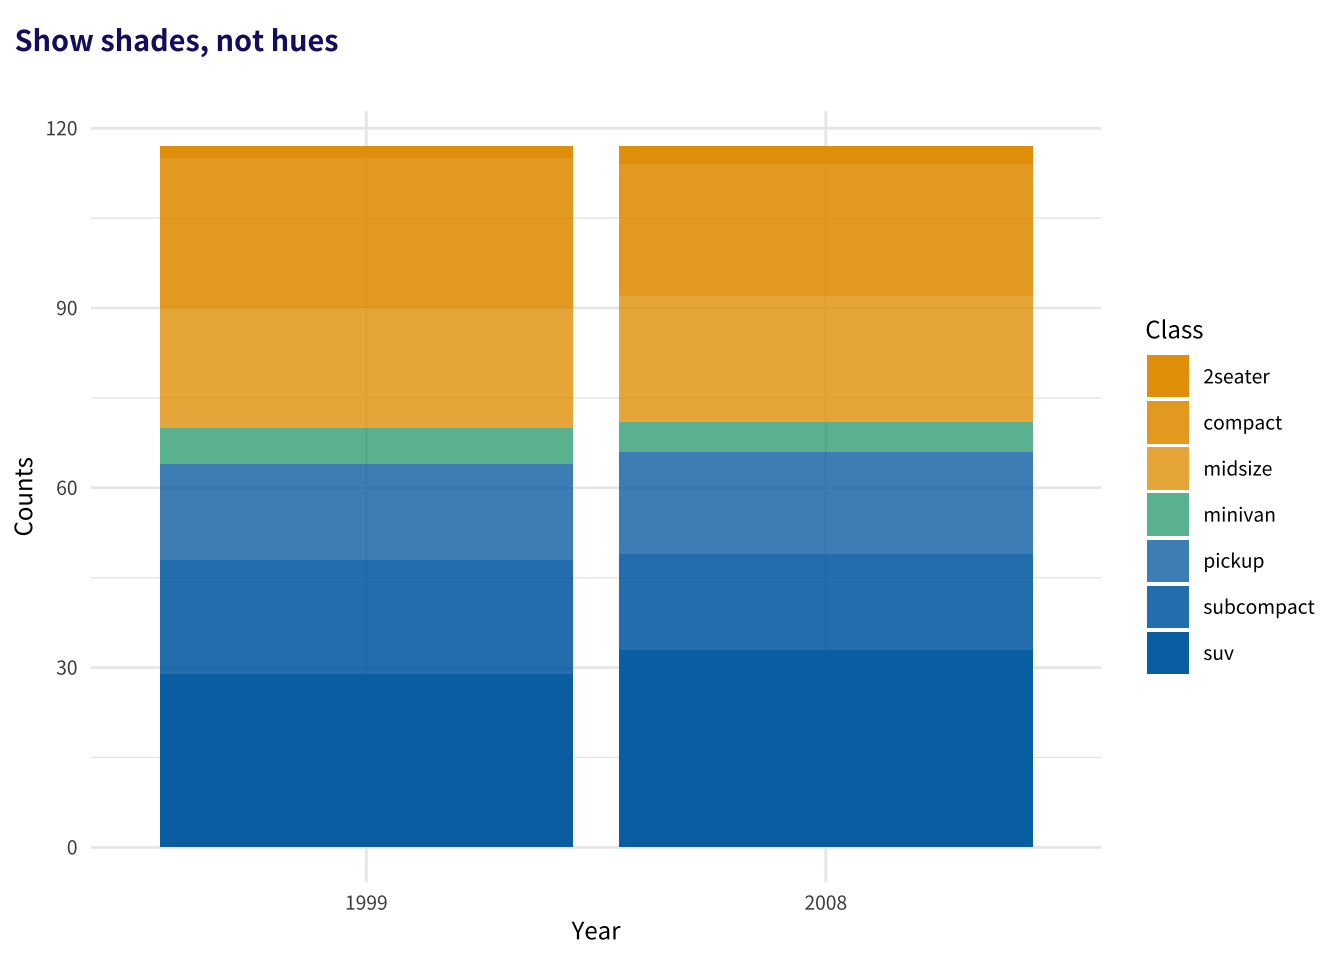 Show shades, not hues
120
90
60
30
0
Counts
1999
2008
Year
Class
2seater
compact
midsize
minivan
pickup
subcompact
suv